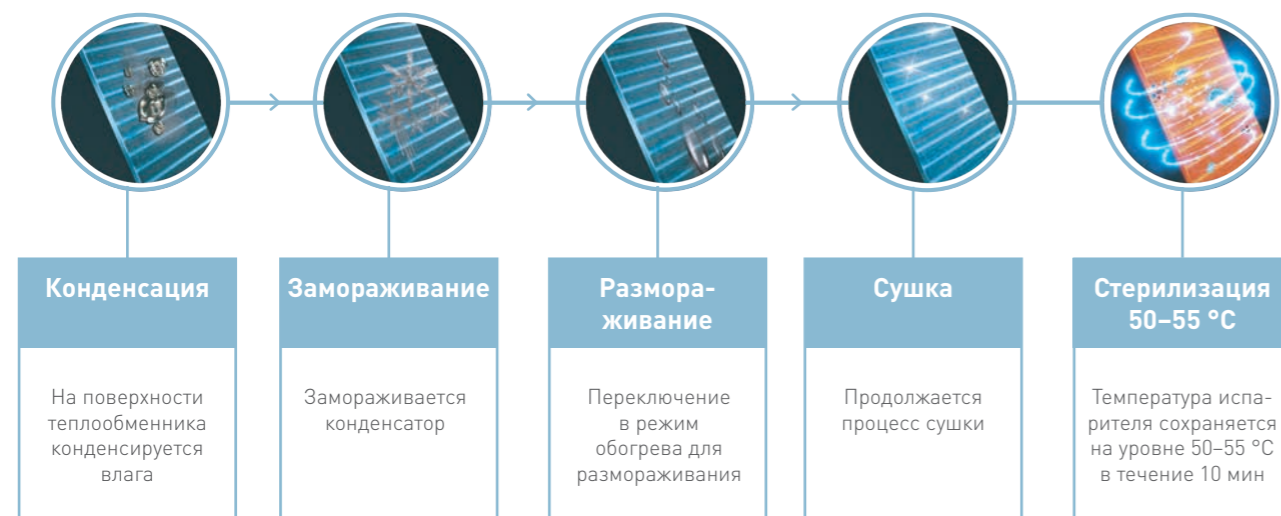 Конденсация
На поверхности
теплообменника
конденсируется
влага
Замораживание
Замораживается
конденсатор
Размора-
живание
Переключение
в режим
обогрева для
размораживания
Сушка
Продолжается
процесс сушки
Стерилизация
50–55 °C
Температура испа-
рителя сохраняется
на уровне 50–55 °C
в течение 10 мин